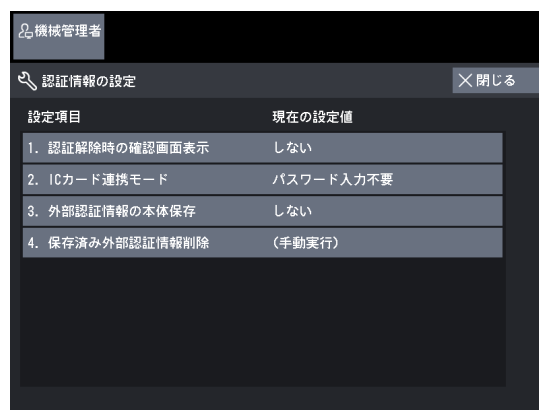 機械管理者
認証情報の設定
閉じる
設定項目 現在の設定値
1. 認証解除時の確認画面表示 しない
2. ICカード連携モード パスワード入力不要
3. 外部認証情報の本体保存 しない
4. 保存済み外部認証情報削除 (手動実行)